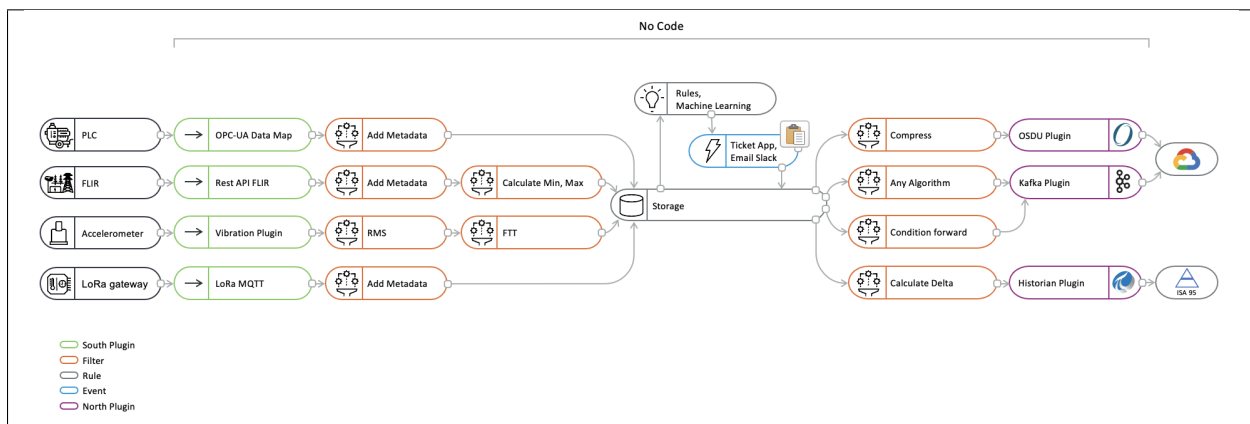 No Code
Rules,
Machine Learning
PLC
OPC-UA Data Map
Add Metadata
Ticket App,
Email Slack
Compress
OSDU Plugin
FLIR
Rest API FLIR
Add Metadata
Calculate Min, Max
Any Algorithm
Kafka Plugin
Storage
Accelerometer
Vibration Plugin
RMS
FTT
Condition forward
LoRa gateway
LoRa MQTT
Add Metadata
Calculate Delta
Historian Plugin
ISA 95
South Plugin
Filter
Rule
Event
North Plugin